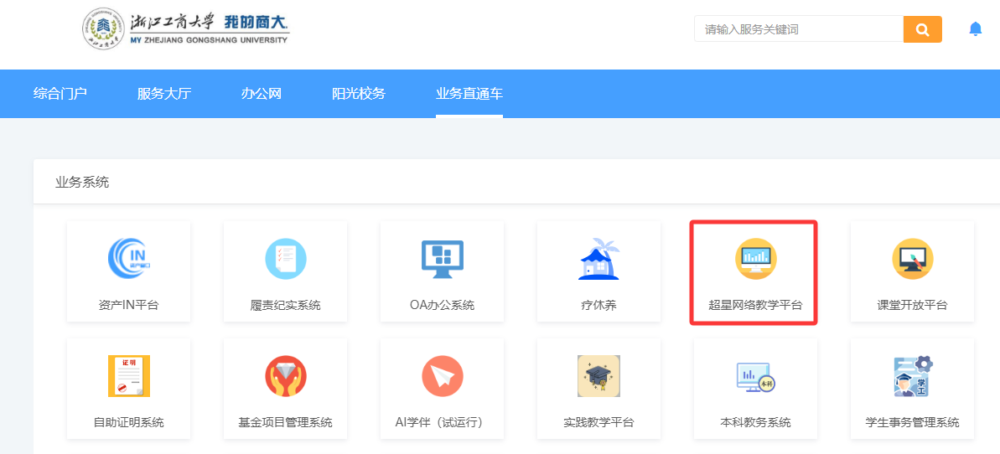 浙江工商大学 我的商大.
MY ZHEJIANG GONGSHANG UNIVERSITY
请输入服务关键词
综合门户 服务大厅 办公网 阳光校务 业务直通车
业务系统
IN
资产IN平台 履责纪实系统 OA办公系统 疗休养 超星网络教学平台 课堂开放平台
证明
本科
学工
自助证明系统 基金项目管理系统 AI学伴（试运行） 实践教学平台 本科教务系统 学生事务管理系统